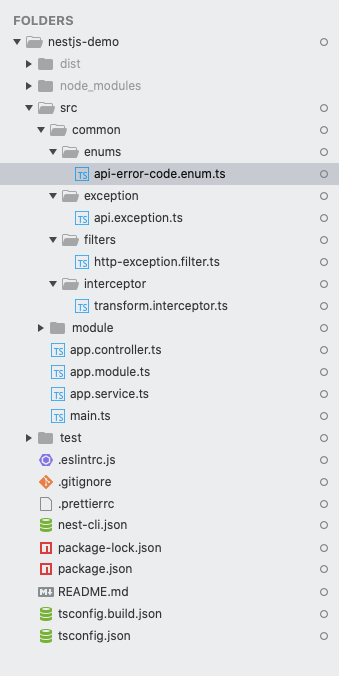 FOLDERS
nestjs-demo
dist
node_modules
src
common
enums
TS api-error-code.enum.ts
exception
TS api.exception.ts
filters
TS http-exception.filter.ts
interceptor
TS transform.interceptor.ts
module
TS app.controller.ts
TS app.module.ts
TS app.service.ts
TS main.ts
test
.eslintrc.js
.gitignore
.prettierrc
nest-cli.json
package-lock.json
package.json
README.md
tsconfig.build.json
tsconfig.json